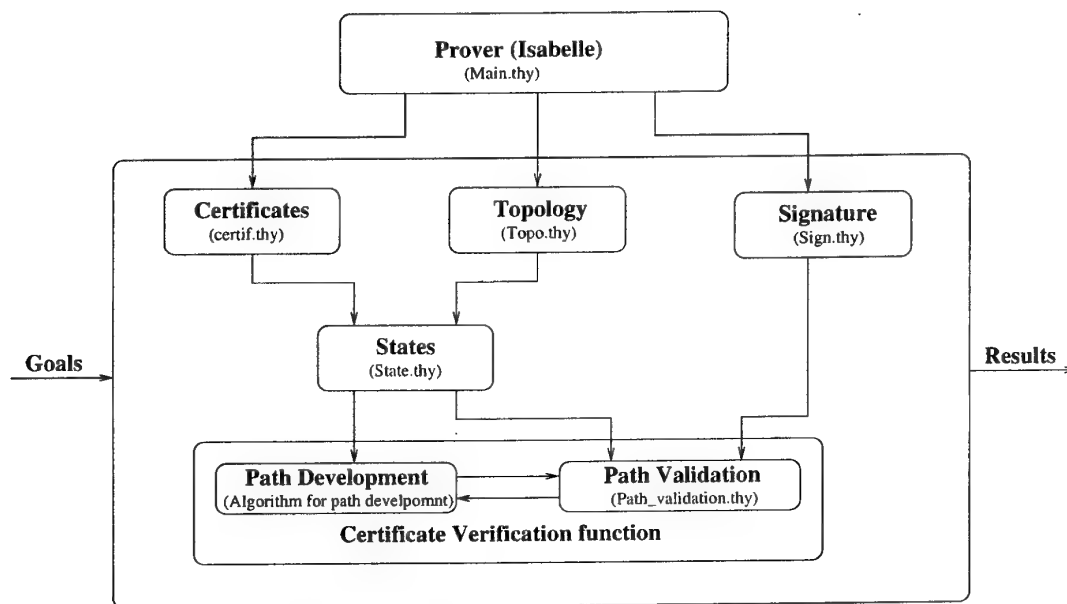 Prover (Isabelle)
(Main.thy)
Certificates
(certif.thy)
Topology
(Topo.thy)
Signature
(Sign.thy)
Goals
States
(State.thy)
Results
Path Development
(Algorithm for path develpomnt)
Path Validation
(Path_validation.thy)
Certificate Verification function